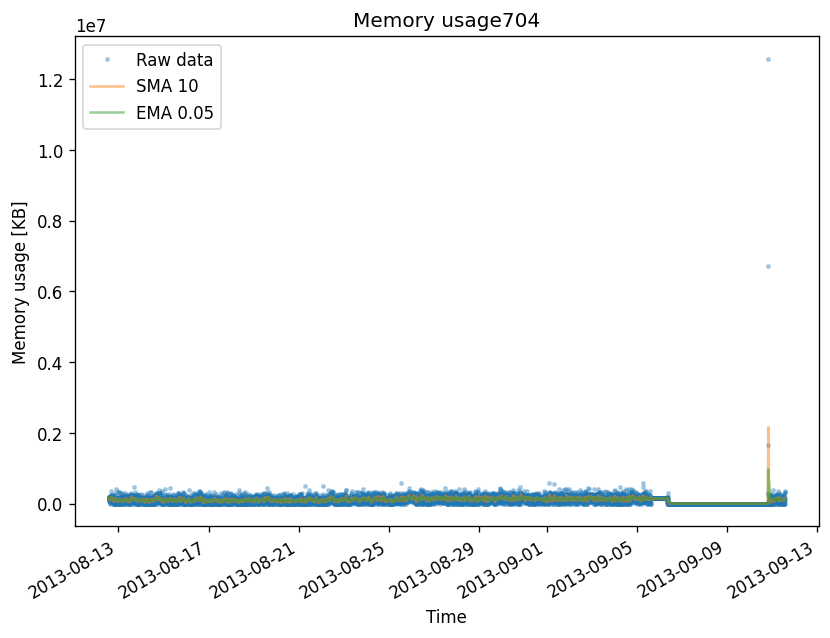 Memory usage704
1e7
Raw data
SMA 10
EMA 0.05
1.2
1.0
0.8
0.6
0.4
0.2
0.0
Memory usage [KB]
2013-08-13
2013-08-17
2013-08-21
2013-08-25
2013-08-29
2013-09-01
2013-09-05
2013-09-09
2013-09-13
Time